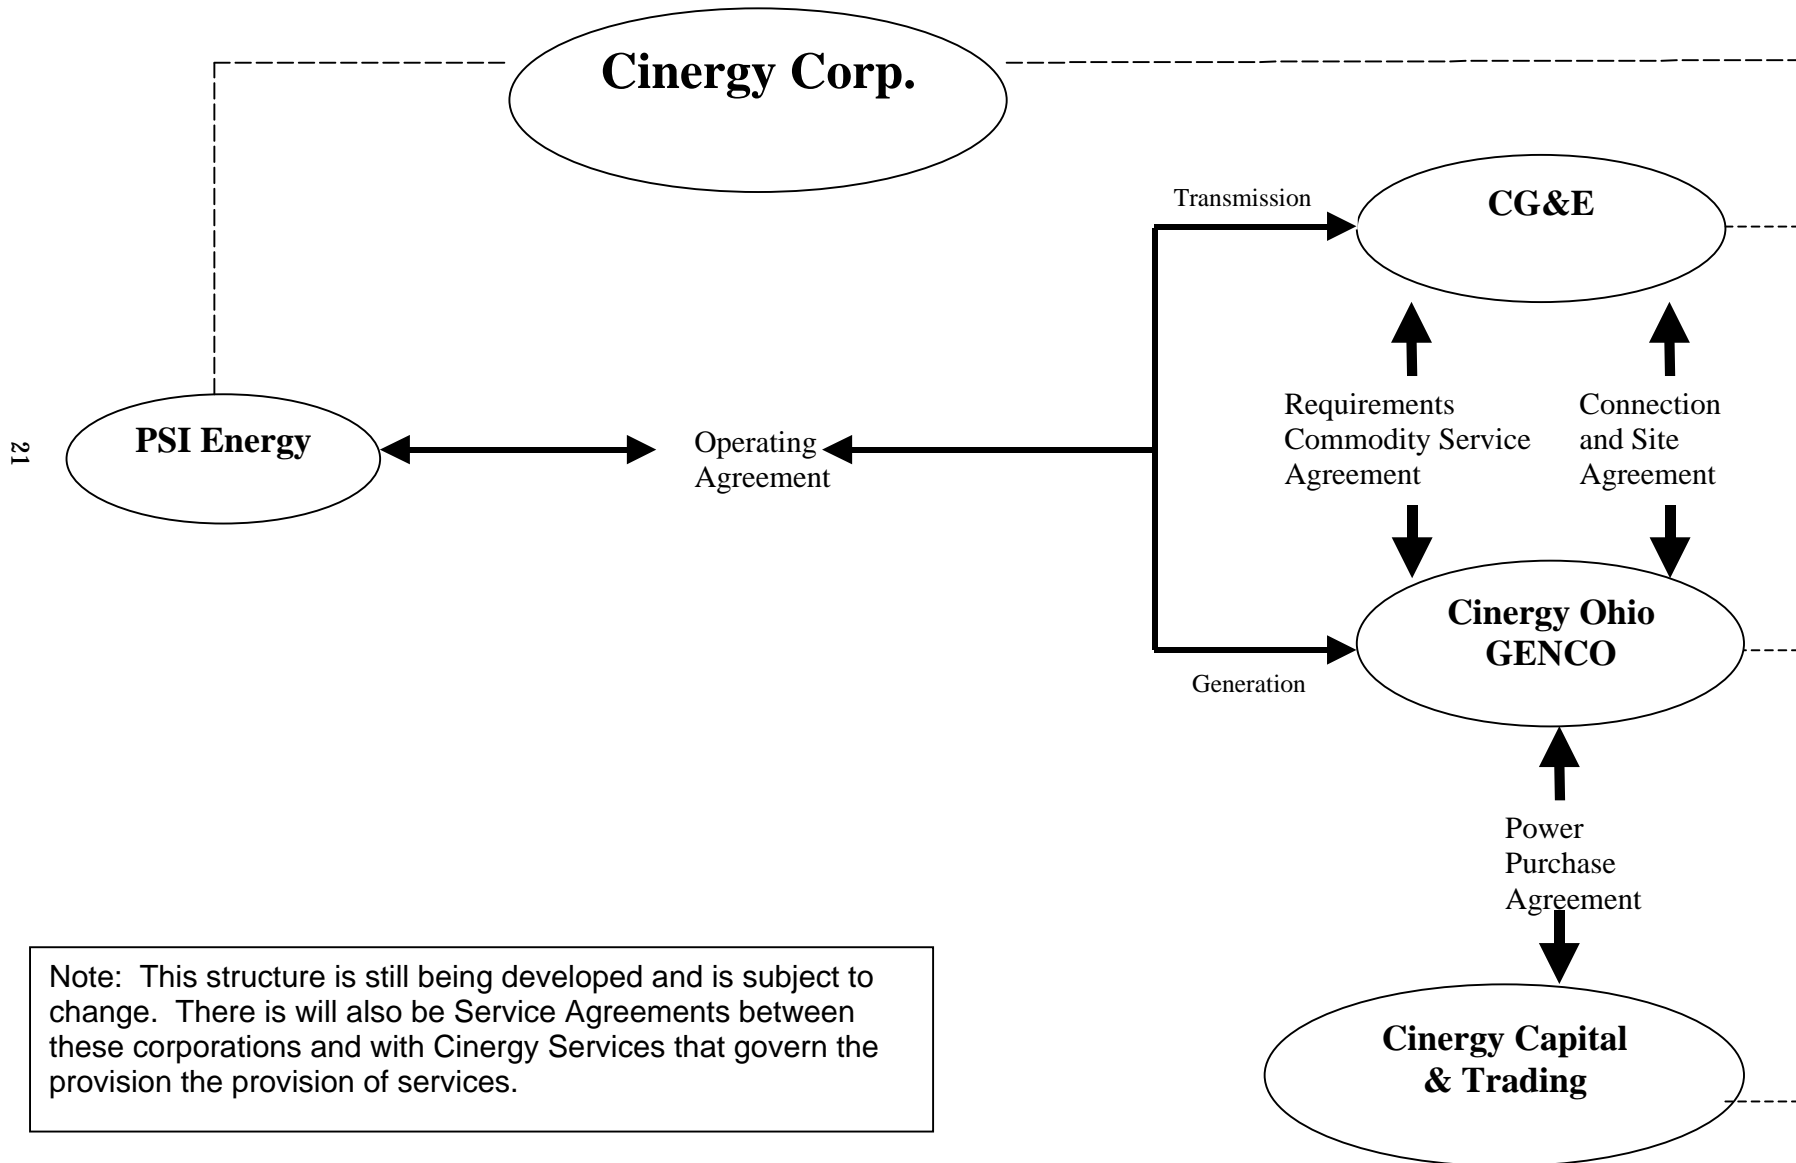 Cinergy Corp.
Transmission
CG&E
Requirements
Commodity Service
Agreement
Connection
and Site
Agreement
PSI Energy
Operating
Agreement
21
Cinergy Ohio
GENCO
Generation
Power
Purchase
Agreement
Note:  This structure is still being developed and is subject to
change.  There is will also be Service Agreements between
these corporations and with Cinergy Services that govern the
provision the provision of services.
Cinergy Capital
& Trading